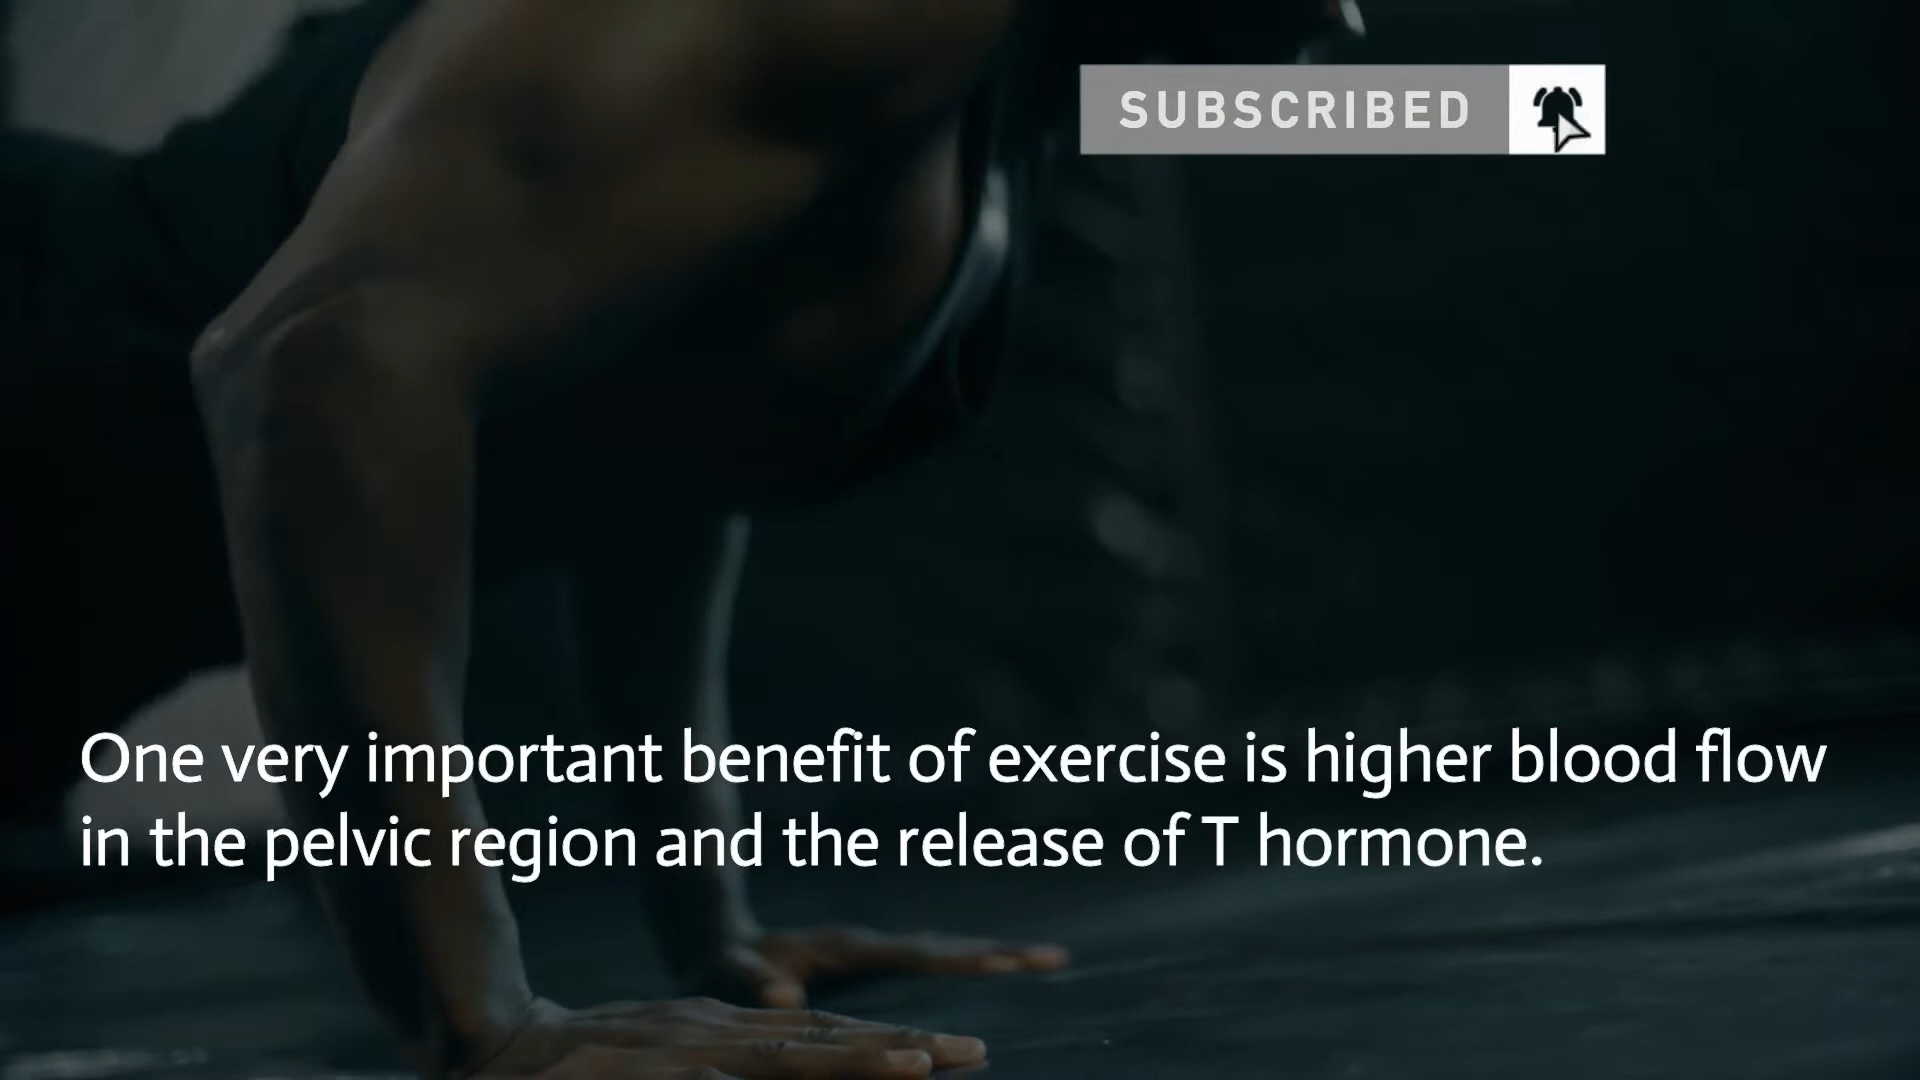 SUBSCRIBED
One very important benefit of exercise is higher blood flow
in the pelvic region and the release of T hormone.